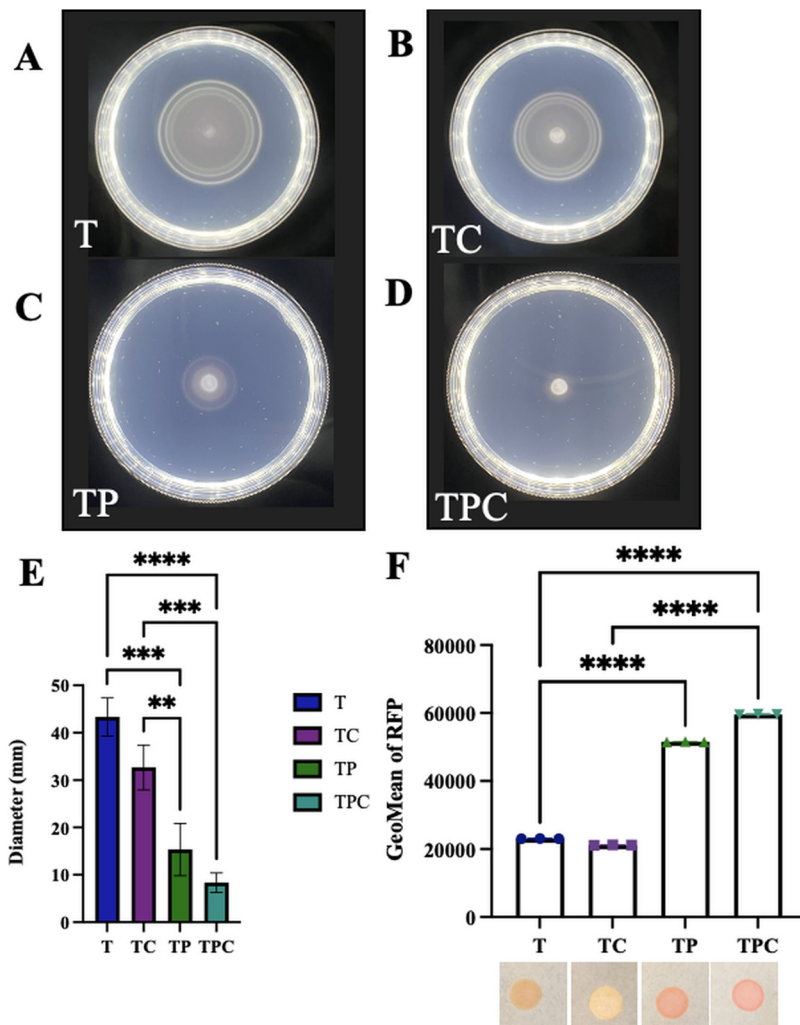 A
B
T
TC
C
D
TP
TPC
E
****
***
***
**
50
40
30
20
10
0
Diameter (mm)
T
TC
TP
TPC
T
TC
TP
TPC
F
****
****
****
80000
60000
40000
20000
0
GeoMean of RFP
T
TC
TP
TPC